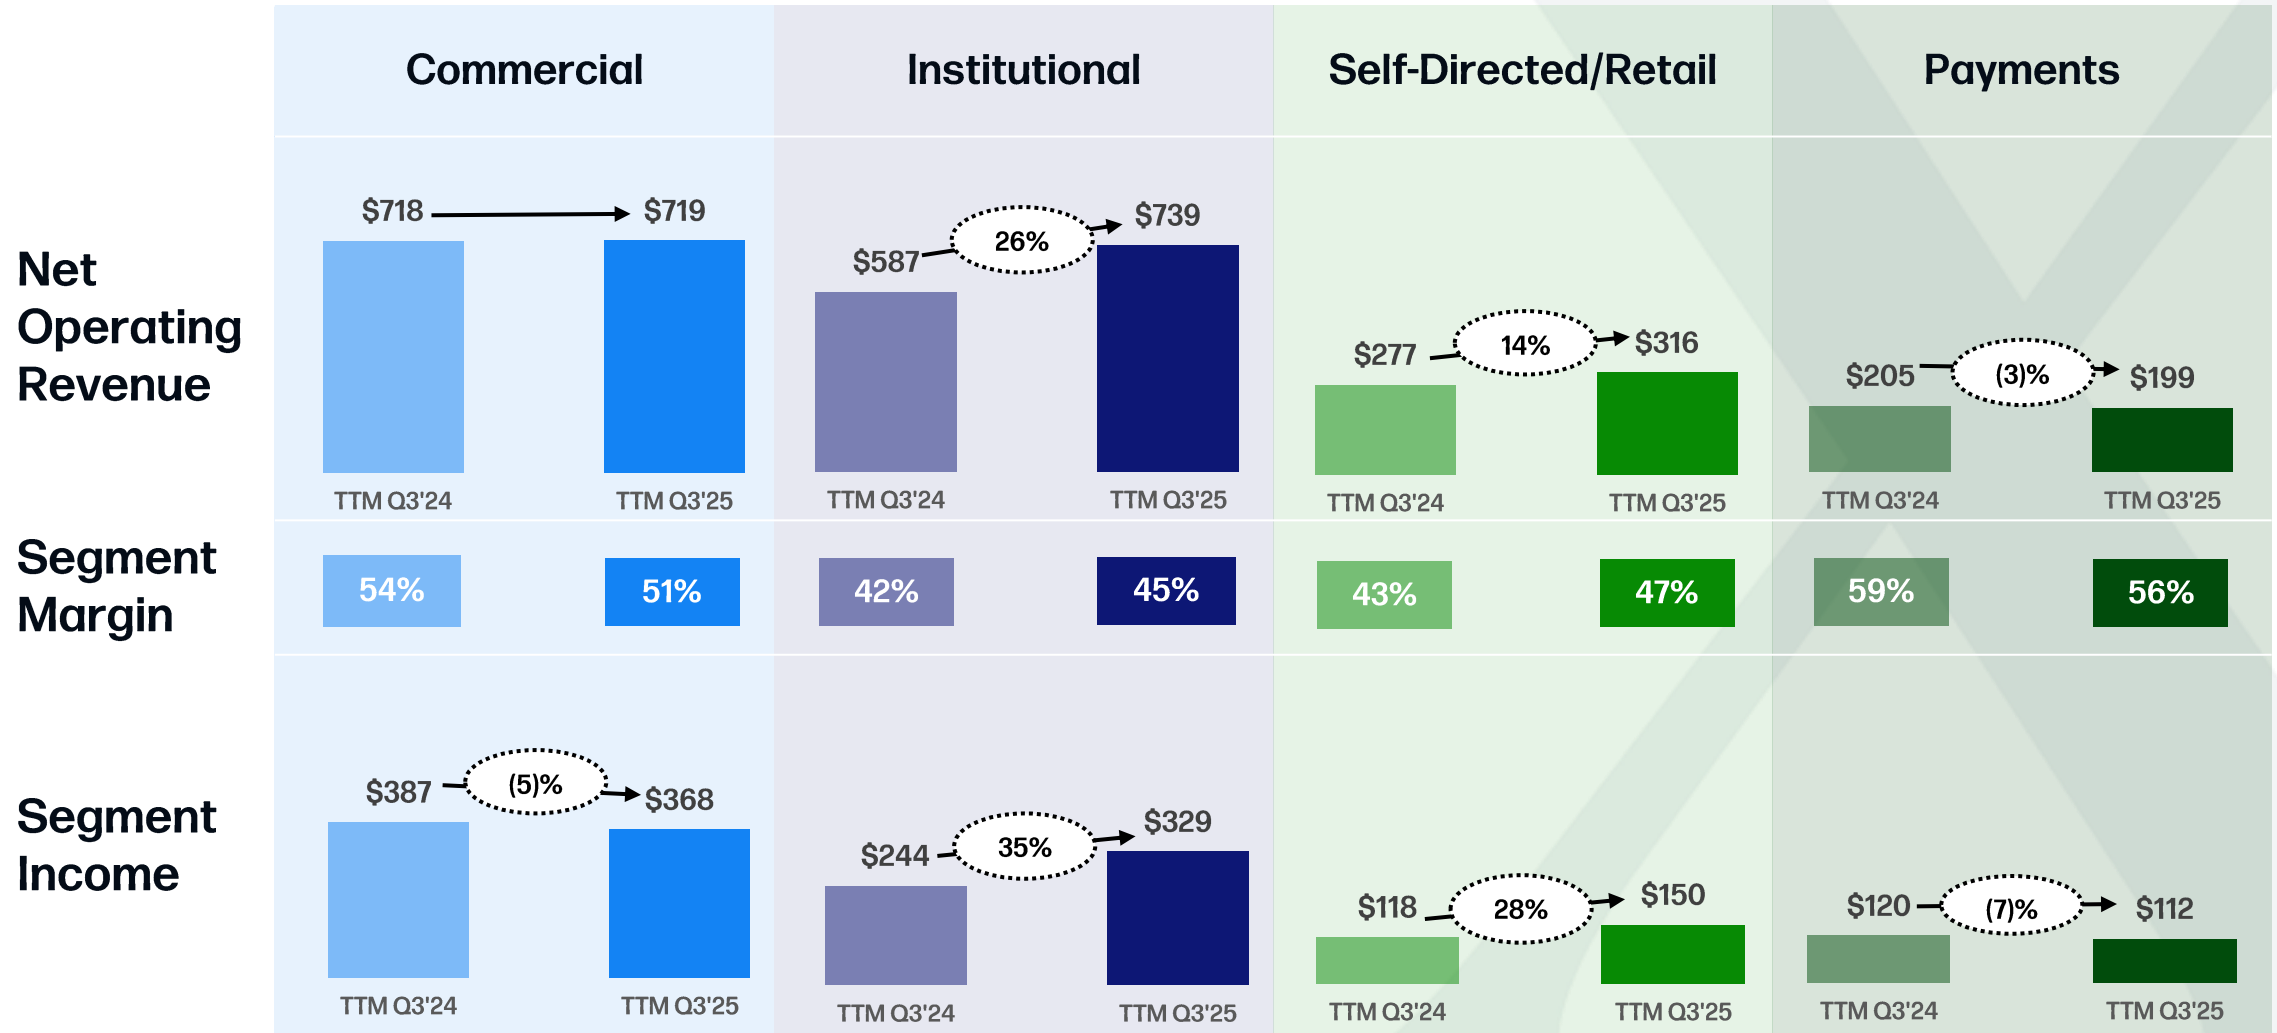 Commercial
Institutional
Self-Directed/Retail
Payments
Net
Operating
Revenue
$718
$719
TTM Q3'24
TTM Q3'25
$587
26%
$739
TTM Q3'24
TTM Q3'25
$277
14%
$316
TTM Q3'24
TTM Q3'25
$205
(3)%
$199
TTM Q3'24
TTM Q3'25
Segment
Margin
54%
51%
42%
45%
43%
47%
59%
56%
Segment
Income
$387
(5)%
$368
TTM Q3'24
TTM Q3'25
$244
35%
$329
TTM Q3'24
TTM Q3'25
$118
28%
$150
TTM Q3'24
TTM Q3'25
$120
(7)%
$112
TTM Q3'24
TTM Q3'25